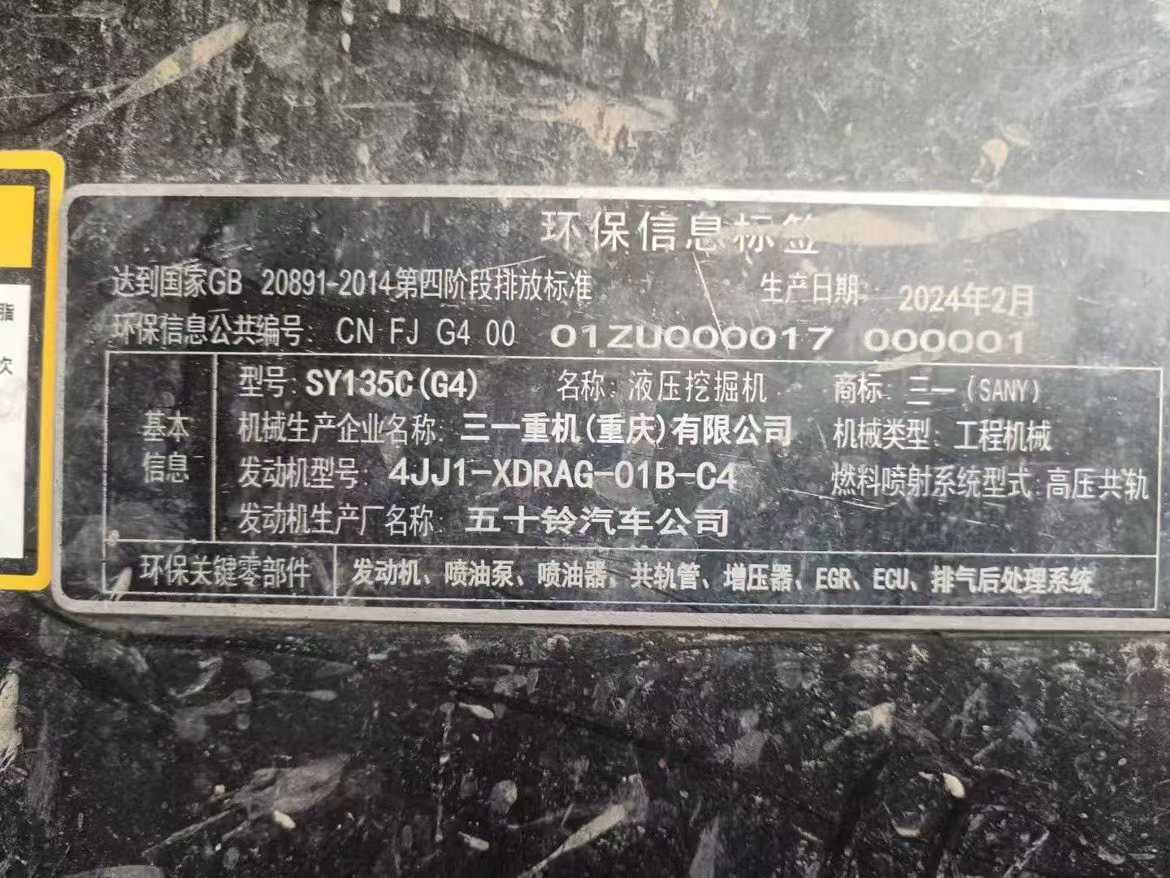 环保信息标签
达到国家GB 20891-2014第四阶段排放标准 生产日期: 2024年2月
环保信息公共编号: CN FJ G4 00 01ZU000017 000001
基本信息
型号: SY135C(G4) 名称: 液压挖掘机 商标: 三一(SANY)
机械生产企业名称: 三一重机(重庆)有限公司 机械类型: 工程机械
发动机型号: 4JJ1-XDRAG-01B-C4 燃料喷射系统型式: 高压共轨
发动机生产厂名称: 五十铃汽车公司
环保关键零部件 发动机、喷油泵、喷油器、共轨管、增压器、EGR、ECU、排气后处理系统
脂
次